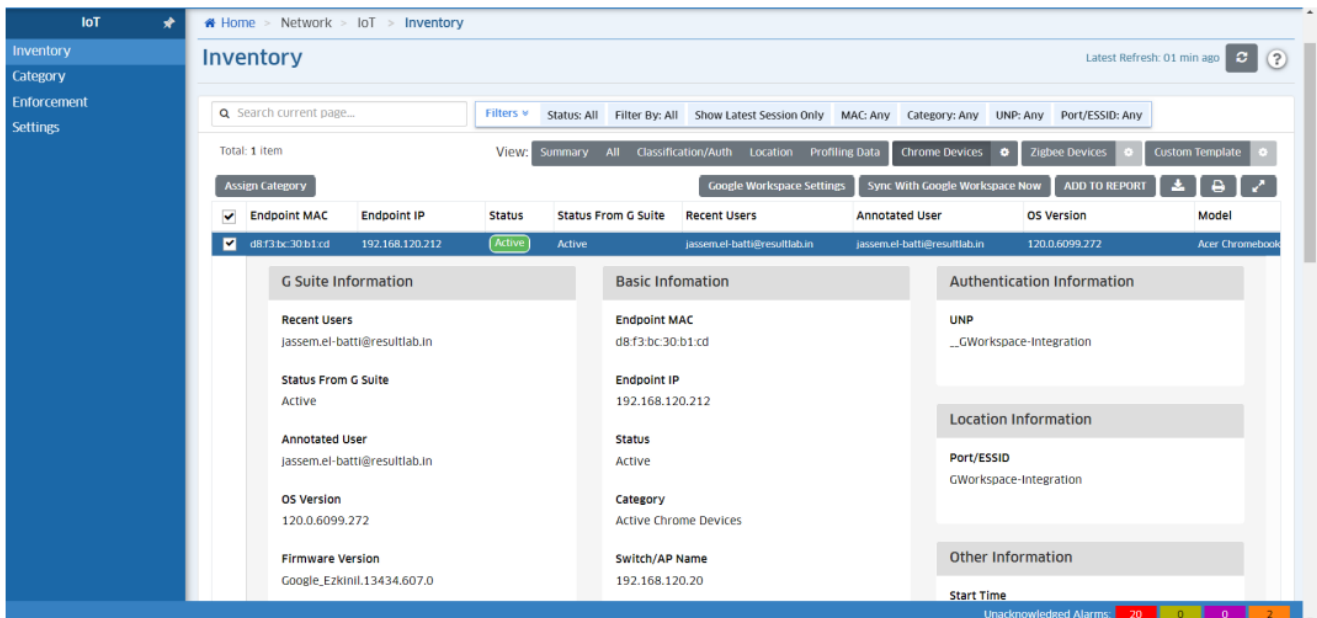 IoT
Inventory
Category
Enforcement
Settings
Home > Network > IoT > Inventory
Inventory
Latest Refresh: 01 min ago
?
Search current page...
Filters Status: All Filter By: All Show Latest Session Only MAC: Any Category: Any UNP: Any Port/ESSID: Any
Total: 1 item
View: Summary All Classification/Auth Location Profiling Data Chrome Devices Zigbee Devices Custom Template
Assign Category Google Workspace Settings Sync With Google Workspace Now ADD TO REPORT
Endpoint MAC Endpoint IP Status Status From G Suite Recent Users Annotated User OS Version Model
d8:f3:bc:30:b1:cd 192.168.120.212 Active Active jassem.el-batti@resultlab.in jassem.el-batti@resultlab.in 120.0.6099.272 Acer Chromebook
G Suite Information
Recent Users
jassem.el-batti@resultlab.in
Status From G Suite
Active
Annotated User
jassem.el-batti@resultlab.in
OS Version
120.0.6099.272
Firmware Version
Google_Ezkinil.13434.607.0
Basic Infomation
Endpoint MAC
d8:f3:bc:30:b1:cd
Endpoint IP
192.168.120.212
Status
Active
Category
Active Chrome Devices
Switch/AP Name
192.168.120.20
Authentication Information
UNP
__GWorkspace-Integration
Location Information
Port/ESSID
GWorkspace-Integration
Other Information
Start Time
Unacknowledged Alarms: 20 0 0 2